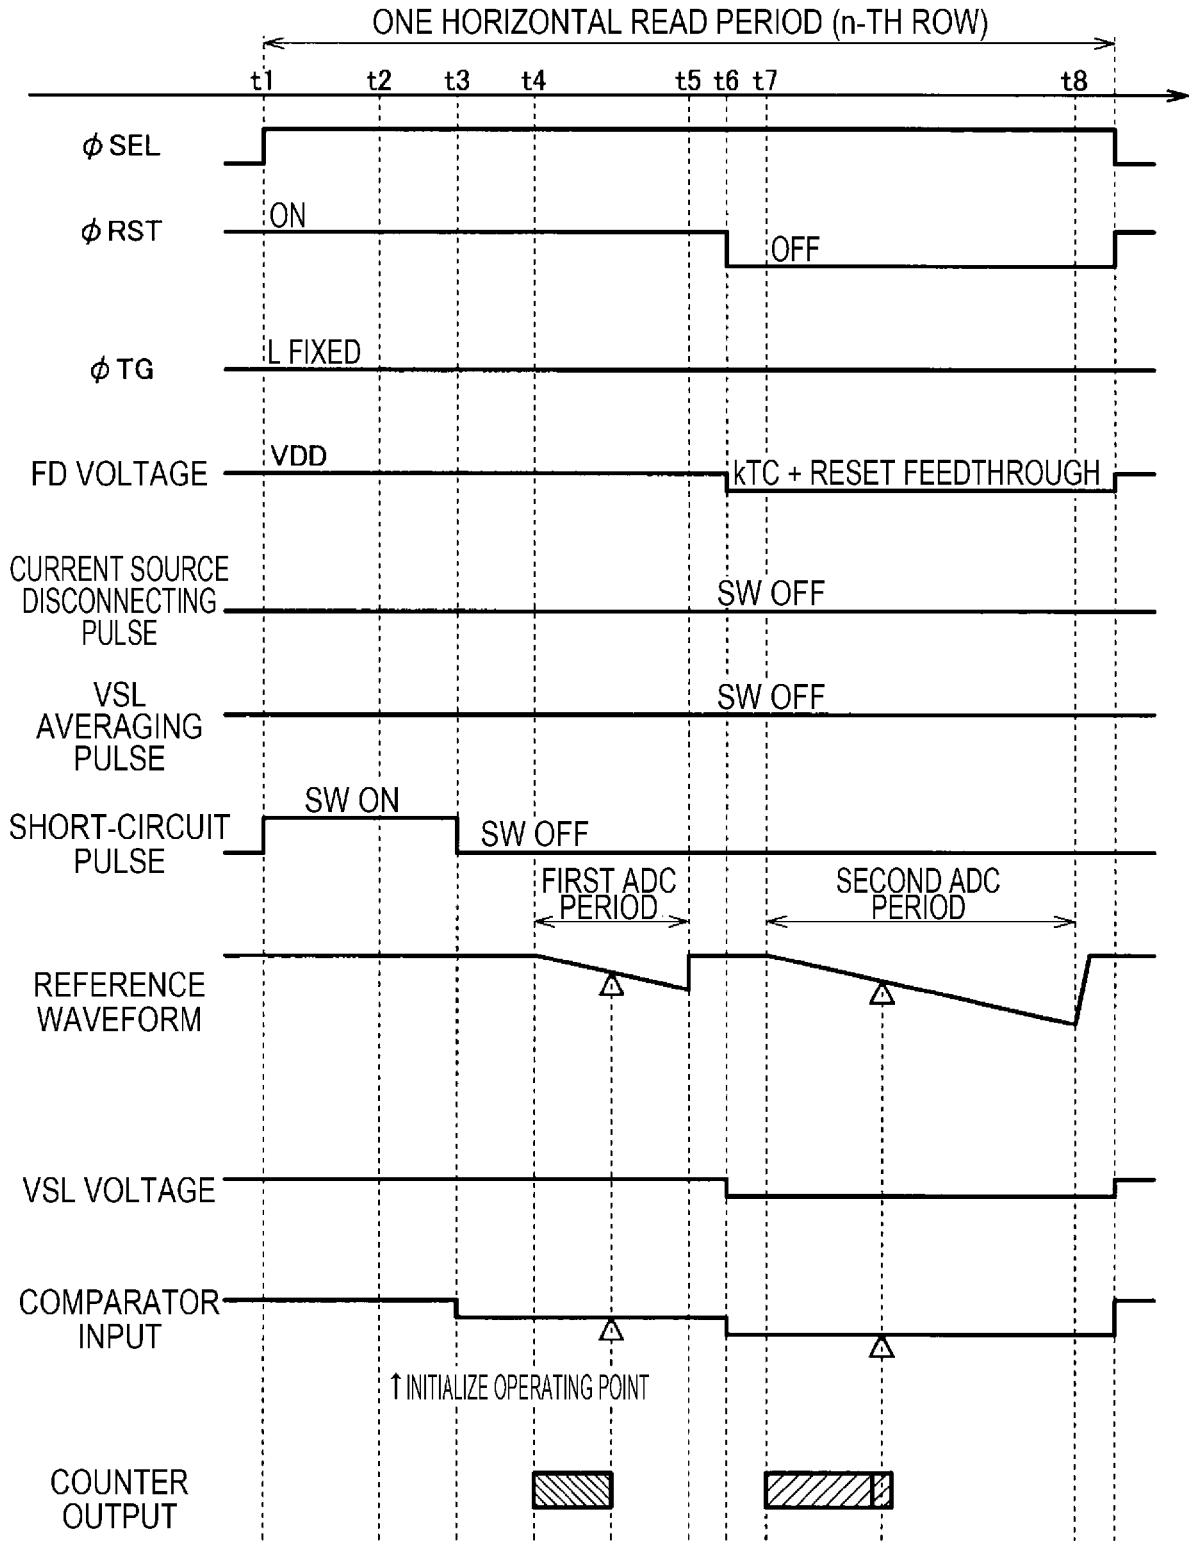 ONE HORIZONTAL READ PERIOD (n-TH ROW)
t1 t2 t3 t4 t5 t6 t7 t8
φ SEL
φ RST
ON
OFF
φ TG
L FIXED
FD VOLTAGE
VDD
kTC + RESET FEEDTHROUGH
CURRENT SOURCE
DISCONNECTING
PULSE
SW OFF
VSL
AVERAGING
PULSE
SW OFF
SHORT-CIRCUIT
PULSE
SW ON
SW OFF
FIRST ADC
PERIOD
SECOND ADC
PERIOD
REFERENCE
WAVEFORM
VSL VOLTAGE
COMPARATOR
INPUT
↑ INITIALIZE OPERATING POINT
COUNTER
OUTPUT